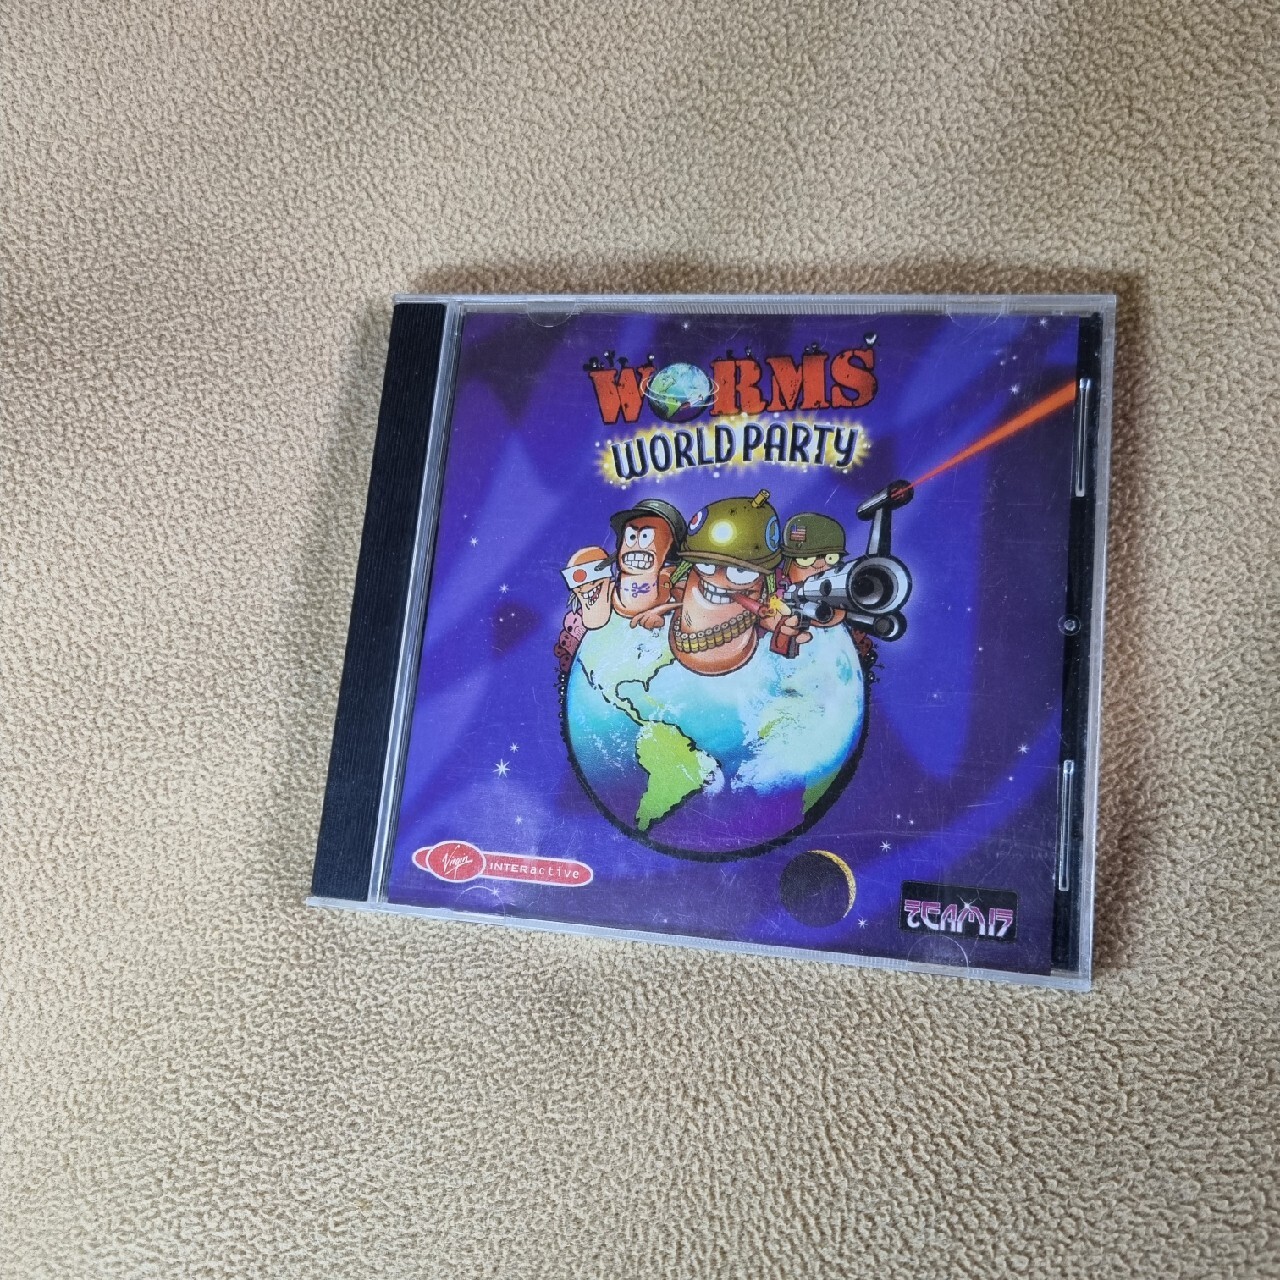 WORMS
WORLD PARTY
Virgin INTERactive
TEAM17